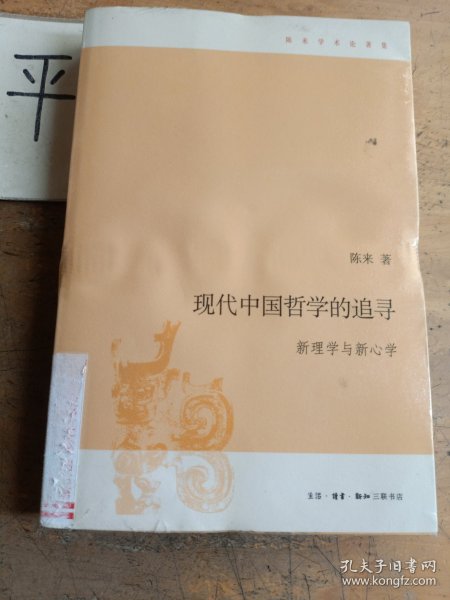 陈来学术论著集
平
陈来 著
现代中国哲学的追寻
新理学与新心学
生活·读书·新知 三联书店
孔夫子旧书网
www.kongfz.com